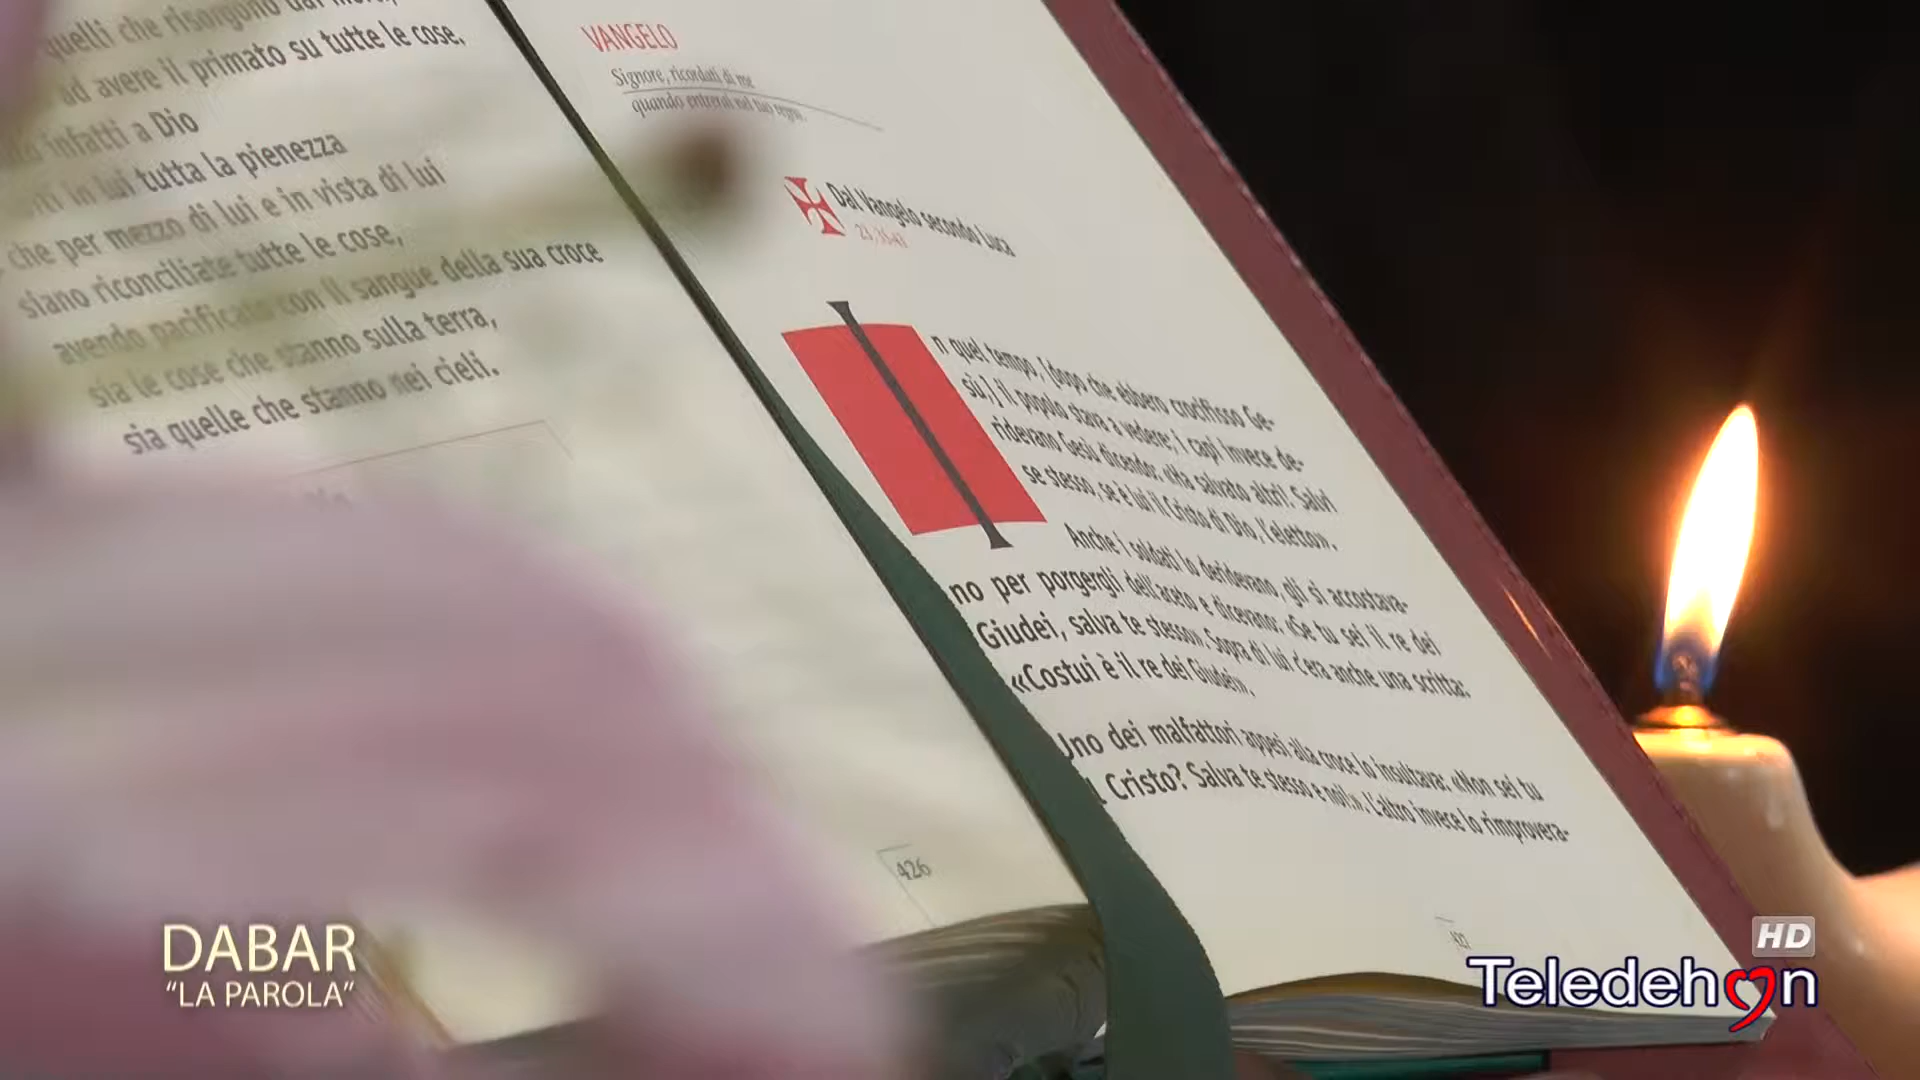 quelli che risorgono dai morti,
ad avere il primato su tutte le cose.
infatti a Dio
in lui tutta la pienezza
che per mezzo di lui e in vista di lui
siano riconciliate tutte le cose,
avendo pacificato con il sangue della sua croce
sia le cose che stanno sulla terra,
sia quelle che stanno nei cieli.
426
VANGELO
Signore, ricordati di me
quando entrerai nel tuo regno.
Dal Vangelo secondo Luca
23, 35-43
In quel tempo, [dopo che ebbero crocifisso Ge-
sù,] il popolo stava a vedere; i capi invece de-
ridevano Gesù dicendo: «Ha salvato altri! Salvi
se stesso, se è lui il Cristo di Dio, l'eletto».
Anche i soldati lo deridevano, gli si accostava-
no per porgergli dell'aceto e dicevano: «Se tu sei il re dei
Giudei, salva te stesso». Sopra di lui c'era anche una scritta:
«Costui è il re dei Giudei».
Uno dei malfattori appesi alla croce lo insultava: «Non sei tu
il Cristo? Salva te stesso e noi!». L'altro invece lo rimprovera-
427
DABAR
“LA PAROLA”
HD
Teledehon